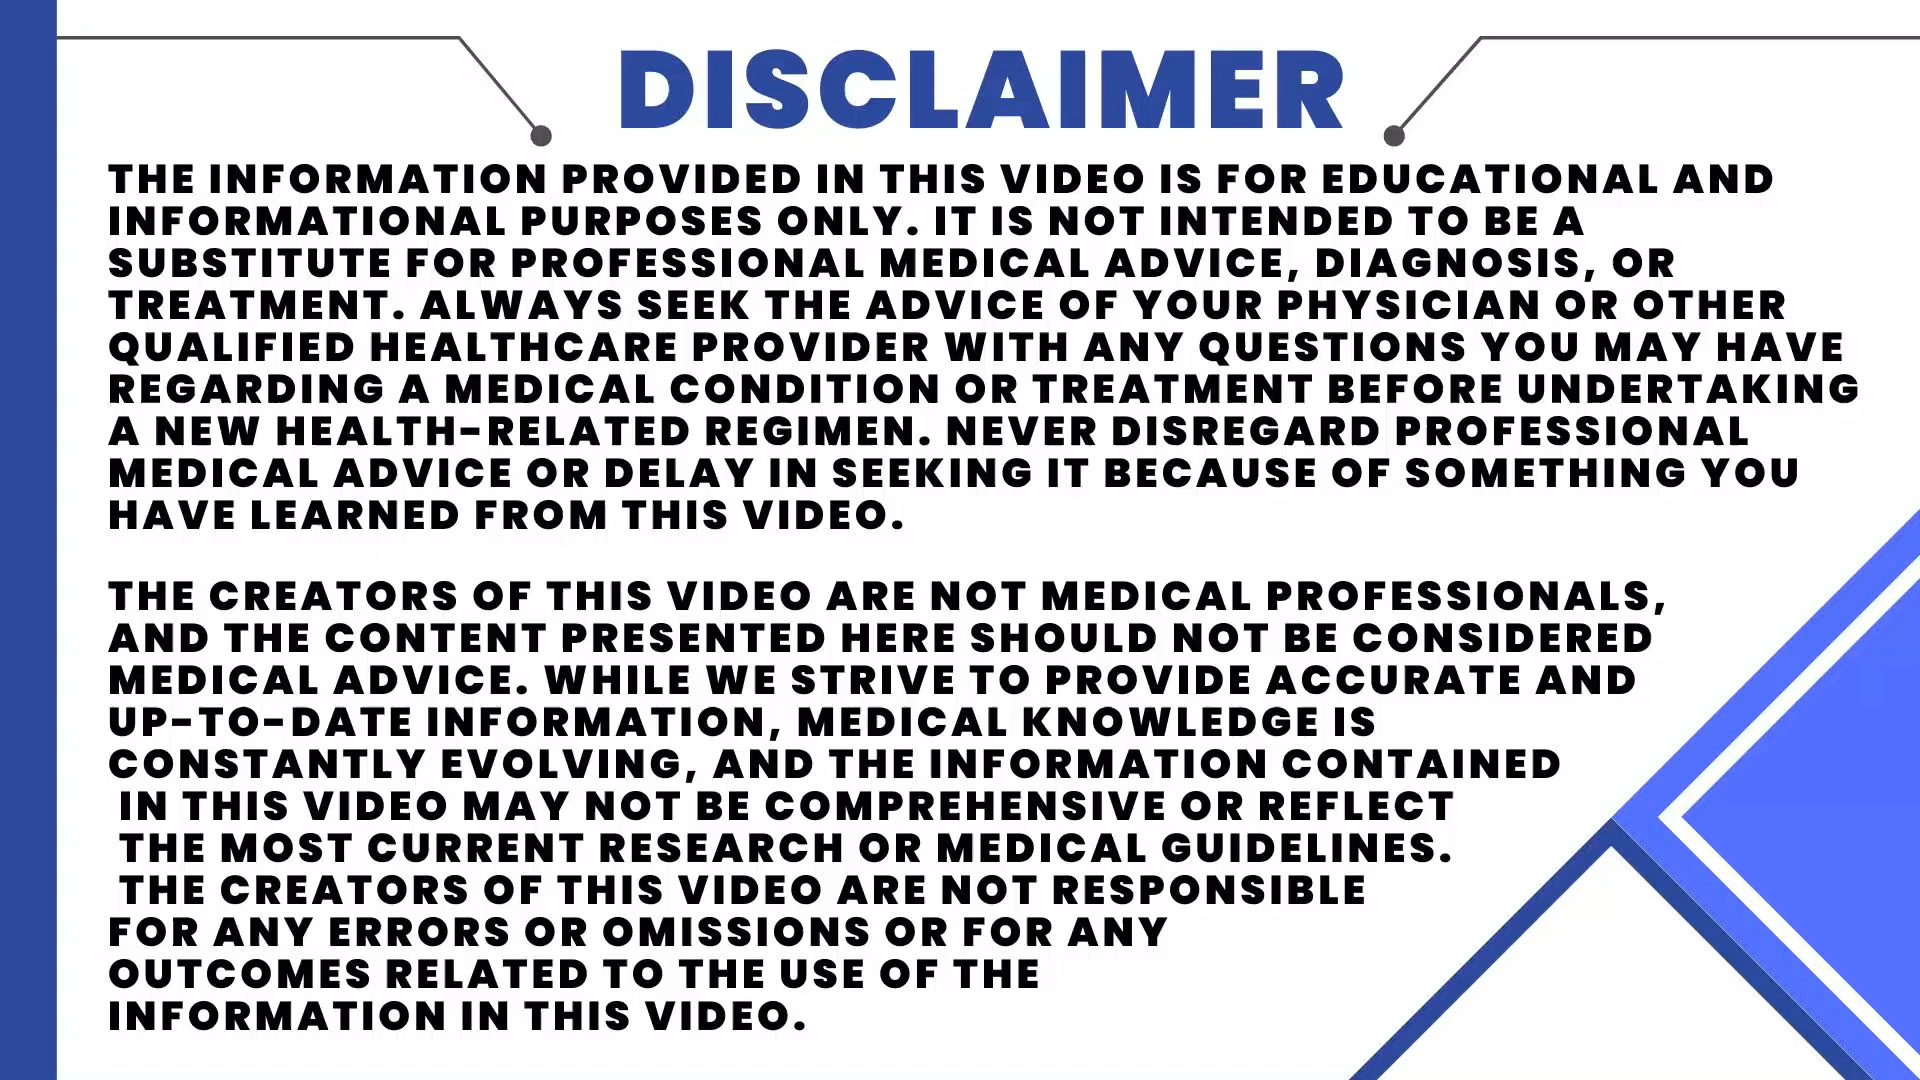 DISCLAIMER
THE INFORMATION PROVIDED IN THIS VIDEO IS FOR EDUCATIONAL AND
INFORMATIONAL PURPOSES ONLY. IT IS NOT INTENDED TO BE A
SUBSTITUTE FOR PROFESSIONAL MEDICAL ADVICE, DIAGNOSIS, OR
TREATMENT. ALWAYS SEEK THE ADVICE OF YOUR PHYSICIAN OR OTHER
QUALIFIED HEALTHCARE PROVIDER WITH ANY QUESTIONS YOU MAY HAVE
REGARDING A MEDICAL CONDITION OR TREATMENT BEFORE UNDERTAKING
A NEW HEALTH-RELATED REGIMEN. NEVER DISREGARD PROFESSIONAL
MEDICAL ADVICE OR DELAY IN SEEKING IT BECAUSE OF SOMETHING YOU
HAVE LEARNED FROM THIS VIDEO.
THE CREATORS OF THIS VIDEO ARE NOT MEDICAL PROFESSIONALS,
AND THE CONTENT PRESENTED HERE SHOULD NOT BE CONSIDERED
MEDICAL ADVICE. WHILE WE STRIVE TO PROVIDE ACCURATE AND
UP-TO-DATE INFORMATION, MEDICAL KNOWLEDGE IS
CONSTANTLY EVOLVING, AND THE INFORMATION CONTAINED
IN THIS VIDEO MAY NOT BE COMPREHENSIVE OR REFLECT
THE MOST CURRENT RESEARCH OR MEDICAL GUIDELINES.
THE CREATORS OF THIS VIDEO ARE NOT RESPONSIBLE
FOR ANY ERRORS OR OMISSIONS OR FOR ANY
OUTCOMES RELATED TO THE USE OF THE
INFORMATION IN THIS VIDEO.